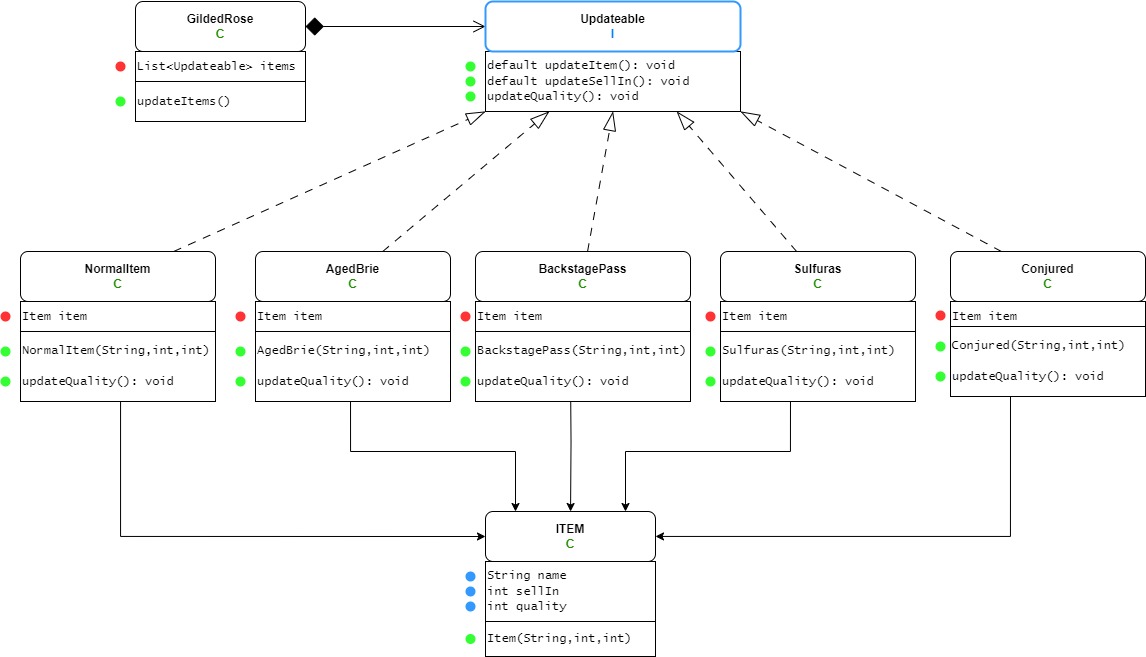 GildedRose
C
List<Updateable> items
updateItems()
Updateable
I
default updateItem(): void
default updateSellIn(): void
updateQuality(): void
NormalItem
C
Item item
NormalItem(String,int,int)
updateQuality(): void
AgedBrie
C
Item item
AgedBrie(String,int,int)
updateQuality(): void
BackstagePass
C
Item item
BackstagePass(String,int,int)
updateQuality(): void
Sulfuras
C
Item item
Sulfuras(String,int,int)
updateQuality(): void
Conjured
C
Item item
Conjured(String,int,int)
updateQuality(): void
ITEM
C
String name
int sellIn
int quality
Item(String,int,int)